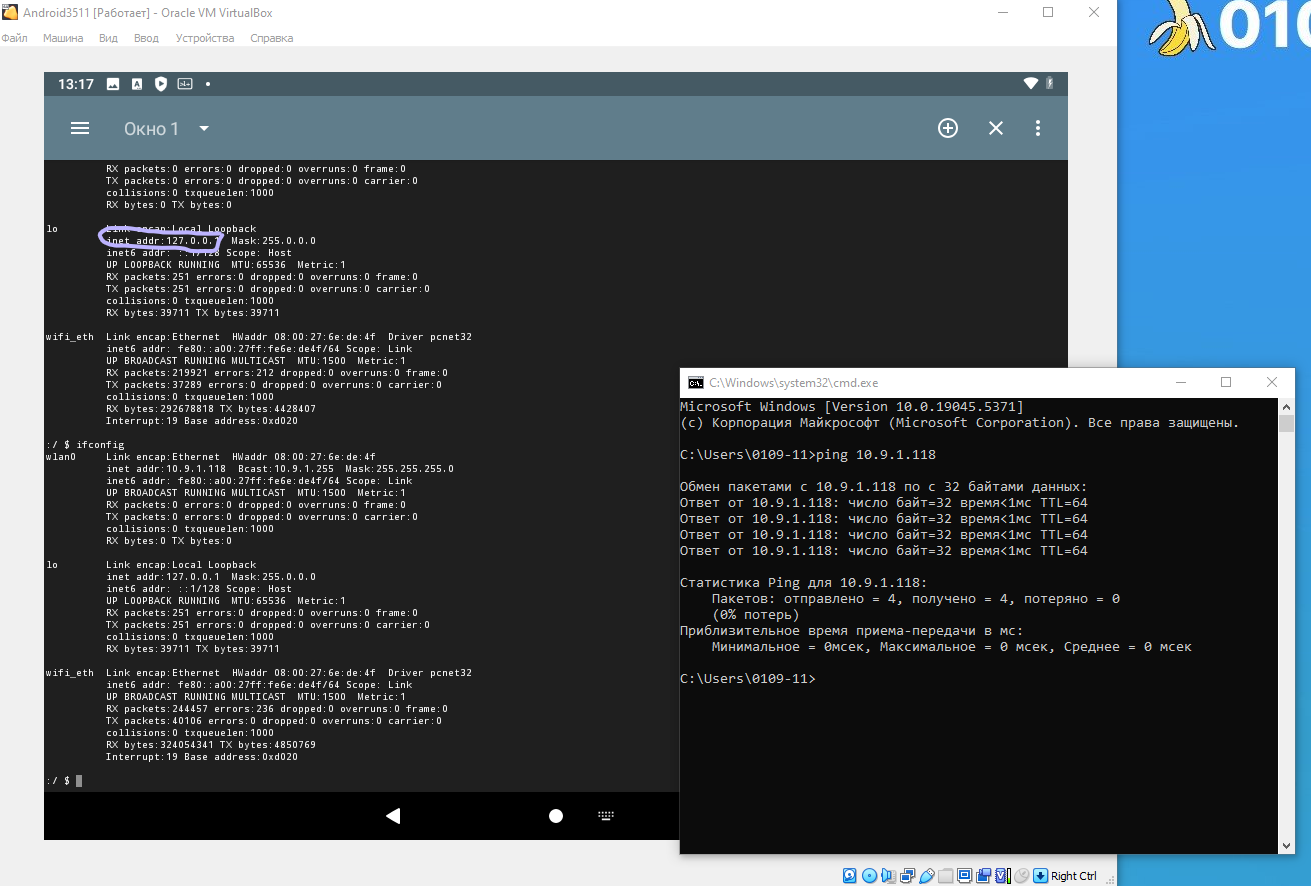 Android3511 [Работает] - Oracle VM VirtualBox
Файл Машина Вид Ввод Устройства Справка
010
13:17
Окно 1
RX packets:0 errors:0 dropped:0 overruns:0 frame:0
TX packets:0 errors:0 dropped:0 overruns:0 carrier:0
collisions:0 txqueuelen:1000
RX bytes:0 TX bytes:0
lo Link encap:Local Loopback
inet addr:127.0.0.1 Mask:255.0.0.0
inet6 addr: ::1/128 Scope: Host
UP LOOPBACK RUNNING MTU:65536 Metric:1
RX packets:251 errors:0 dropped:0 overruns:0 frame:0
TX packets:251 errors:0 dropped:0 overruns:0 carrier:0
collisions:0 txqueuelen:1000
RX bytes:39711 TX bytes:39711
wifi_eth Link encap:Ethernet HWaddr 08:00:27:6e:de:4f Driver pcnet32
inet6 addr: fe80::a00:27ff:fe6e:de4f/64 Scope: Link
UP BROADCAST RUNNING MULTICAST MTU:1500 Metric:1
RX packets:219921 errors:212 dropped:0 overruns:0 frame:0
TX packets:37289 errors:0 dropped:0 overruns:0 carrier:0
collisions:0 txqueuelen:1000
RX bytes:292678818 TX bytes:4428407
Interrupt:19 Base address:0xd020
:/ $ ifconfig
wlan0 Link encap:Ethernet HWaddr 08:00:27:6e:de:4f
inet addr:10.9.1.118 Bcast:10.9.1.255 Mask:255.255.255.0
inet6 addr: fe80::a00:27ff:fe6e:de4f/64 Scope: Link
UP BROADCAST RUNNING MULTICAST MTU:1500 Metric:1
RX packets:0 errors:0 dropped:0 overruns:0 frame:0
TX packets:0 errors:0 dropped:0 overruns:0 carrier:0
collisions:0 txqueuelen:1000
RX bytes:0 TX bytes:0
lo Link encap:Local Loopback
inet addr:127.0.0.1 Mask:255.0.0.0
inet6 addr: ::1/128 Scope: Host
UP LOOPBACK RUNNING MTU:65536 Metric:1
RX packets:251 errors:0 dropped:0 overruns:0 frame:0
TX packets:251 errors:0 dropped:0 overruns:0 carrier:0
collisions:0 txqueuelen:1000
RX bytes:39711 TX bytes:39711
wifi_eth Link encap:Ethernet HWaddr 08:00:27:6e:de:4f Driver pcnet32
inet6 addr: fe80::a00:27ff:fe6e:de4f/64 Scope: Link
UP BROADCAST RUNNING MULTICAST MTU:1500 Metric:1
RX packets:244457 errors:236 dropped:0 overruns:0 frame:0
TX packets:40106 errors:0 dropped:0 overruns:0 carrier:0
collisions:0 txqueuelen:1000
RX bytes:324054341 TX bytes:4850769
Interrupt:19 Base address:0xd020
:/ $
C:\Windows\system32\cmd.exe
Microsoft Windows [Version 10.0.19045.5371]
(c) Корпорация Майкрософт (Microsoft Corporation). Все права защищены.
C:\Users\0109-11>ping 10.9.1.118
Обмен пакетами с 10.9.1.118 по с 32 байтами данных:
Ответ от 10.9.1.118: число байт=32 время<1мс TTL=64
Ответ от 10.9.1.118: число байт=32 время<1мс TTL=64
Ответ от 10.9.1.118: число байт=32 время<1мс TTL=64
Ответ от 10.9.1.118: число байт=32 время<1мс TTL=64
Статистика Ping для 10.9.1.118:
Пакетов: отправлено = 4, получено = 4, потеряно = 0
(0% потерь)
Приблизительное время приема-передачи в мс:
Минимальное = 0мсек, Максимальное = 0 мсек, Среднее = 0 мсек
C:\Users\0109-11>
Right Ctrl